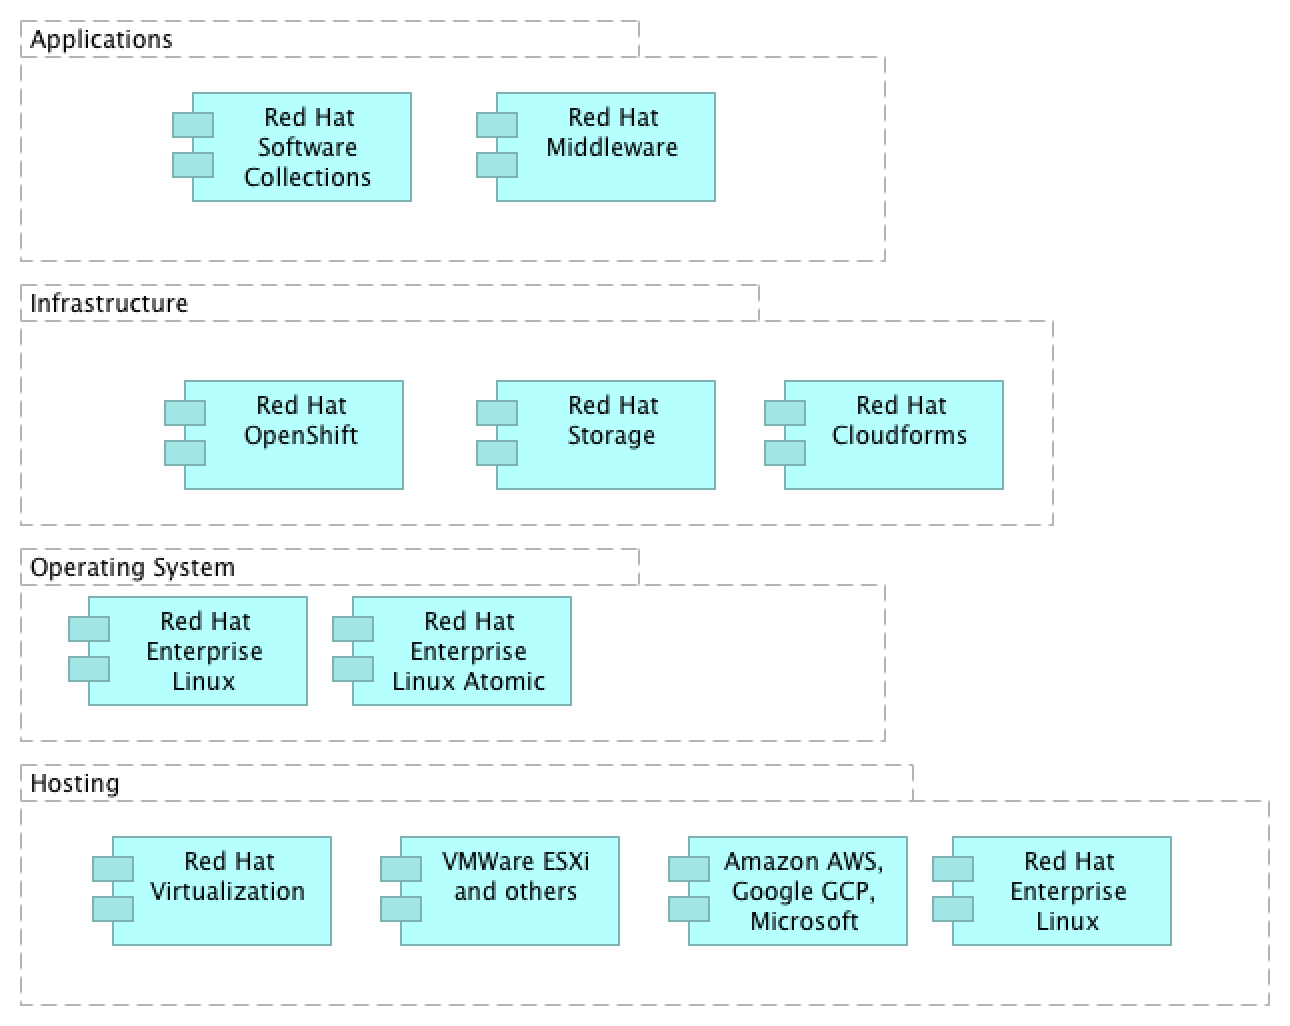 Applications
Red Hat
Software
Collections
Red Hat
Middleware
Infrastructure
Red Hat
OpenShift
Red Hat
Storage
Red Hat
Cloudforms
Operating System
Red Hat
Enterprise
Linux
Red Hat
Enterprise
Linux Atomic
Hosting
Red Hat
Virtualization
VMWare ESXi
and others
Amazon AWS,
Google GCP,
Microsoft
Red Hat
Enterprise
Linux